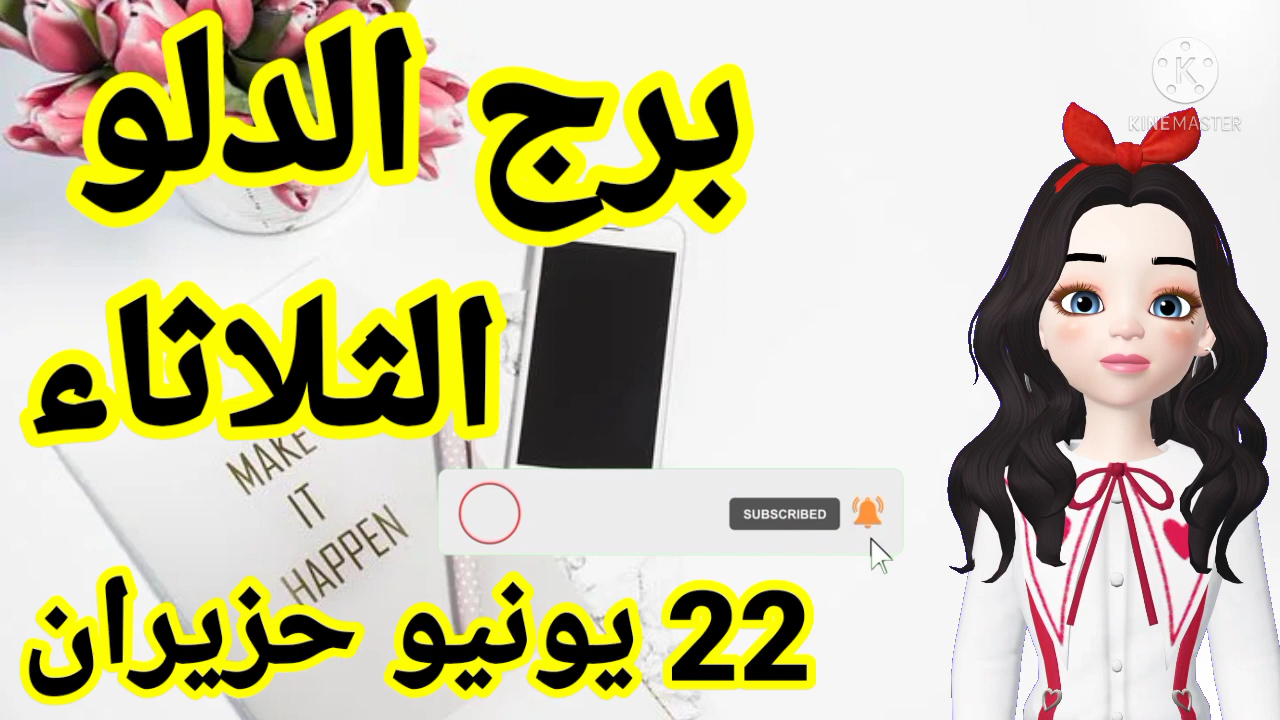 برج الدلو
KINEMASTER
الثلاثاء
MAKE
IT
HAPPEN
SUBSCRIBED
22 يونيو حزيران